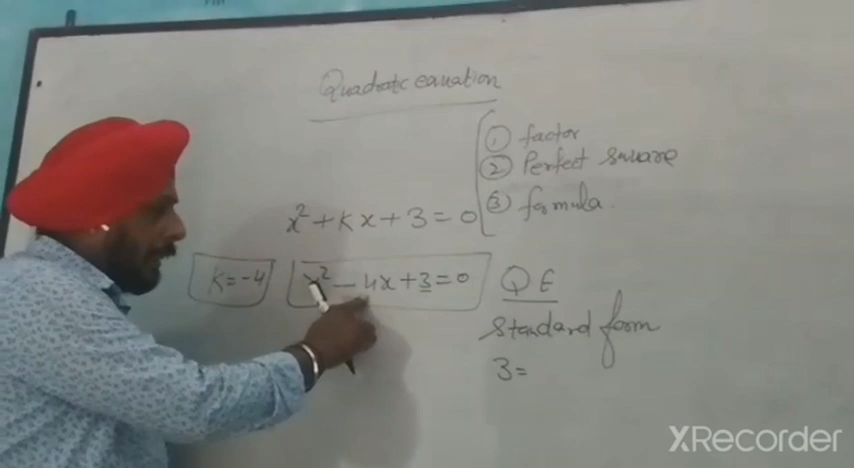 Quadratic equation
① factor
② Perfect square
③ formula
x² + kx + 3 = 0
k = -4
x² - 4x + 3 = 0
QE
Standard form
3 =
XRecorder